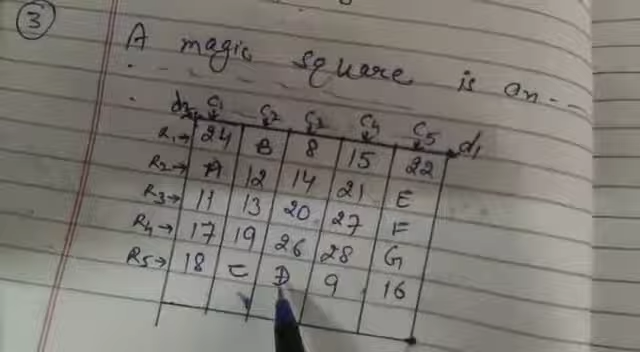 3
A magic square is an --
d2 C1 C2 C3 C4 C5 d1
R1→ 24 B 8 15 22
R2→ A 12 14 21 E
R3→ 11 13 20 27 F
R4→ 17 19 26 28 G
R5→ 18 C D 9 16